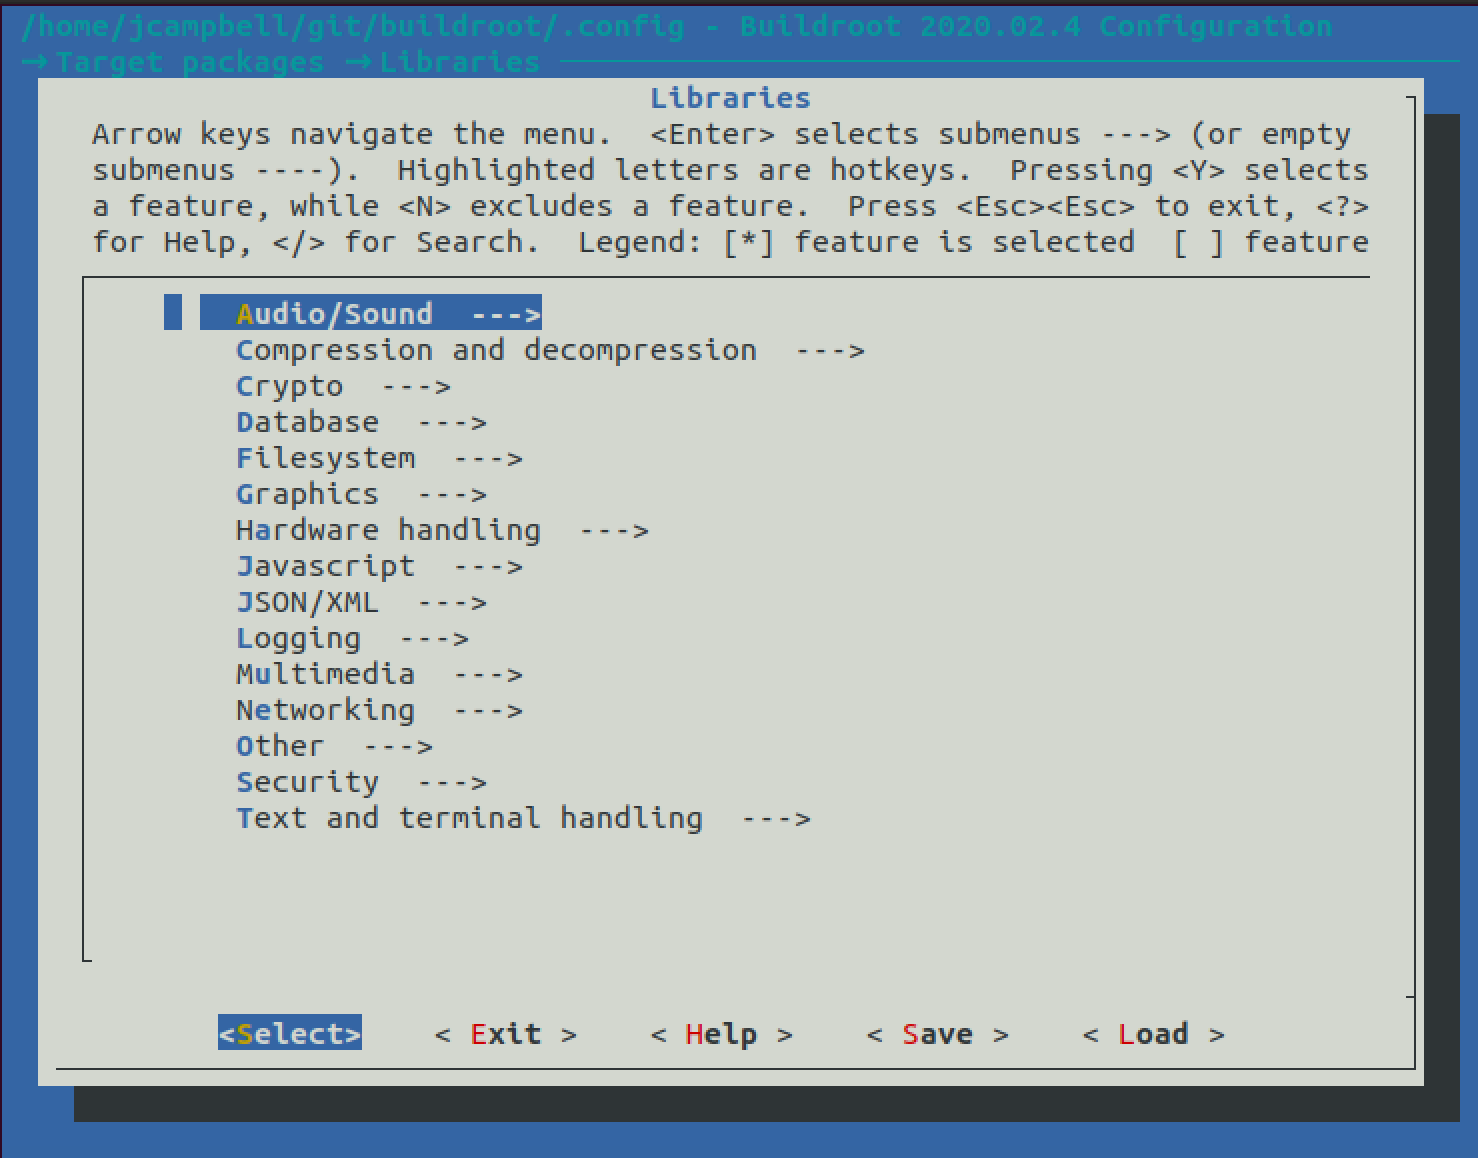 /home/jcampbell/git/buildroot/.config - Buildroot 2020.02.4 Configuration
→ Target packages → Libraries
Libraries
Arrow keys navigate the menu.  <Enter> selects submenus ---> (or empty
submenus ----).  Highlighted letters are hotkeys.  Pressing <Y> selects
a feature, while <N> excludes a feature.  Press <Esc><Esc> to exit, <?>
for Help, </> for Search.  Legend: [*] feature is selected  [ ] feature
Audio/Sound  --->
Compression and decompression  --->
Crypto  --->
Database  --->
Filesystem  --->
Graphics  --->
Hardware handling  --->
Javascript  --->
JSON/XML  --->
Logging  --->
Multimedia  --->
Networking  --->
Other  --->
Security  --->
Text and terminal handling  --->
<Select>    < Exit >    < Help >    < Save >    < Load >